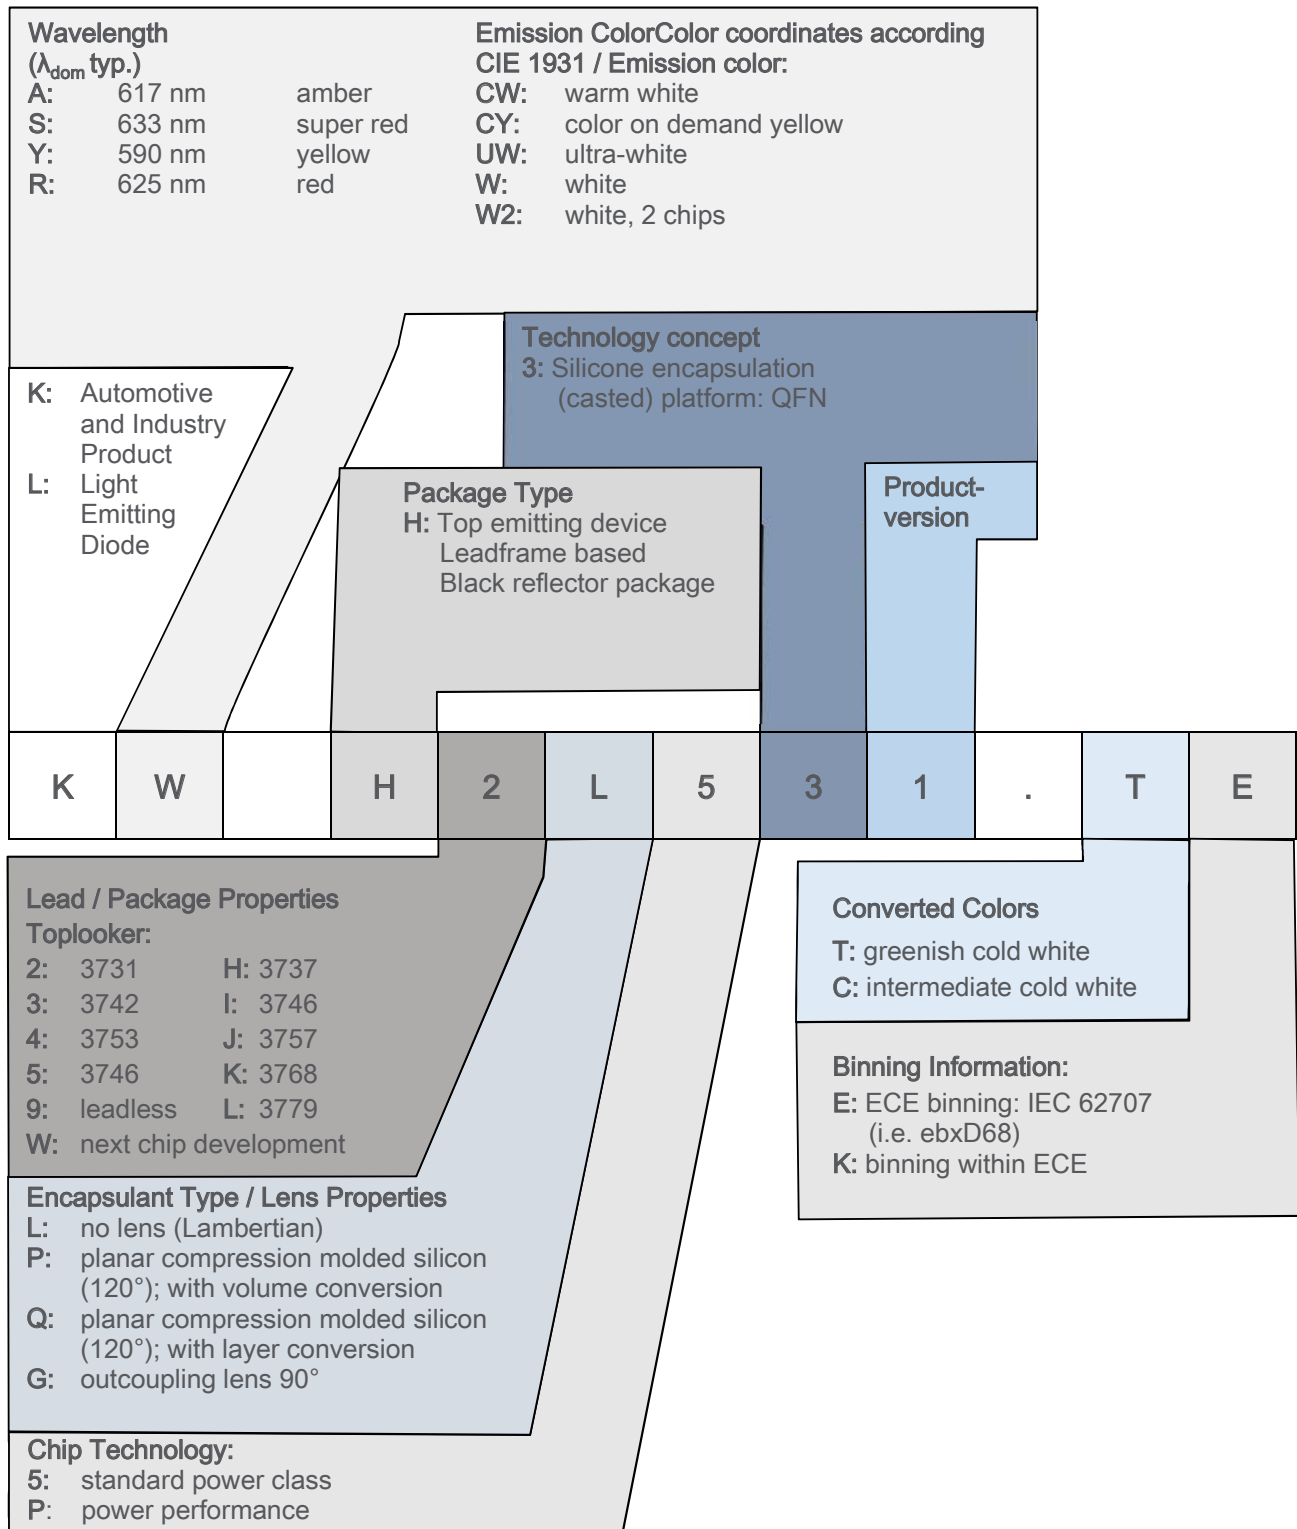 Wavelength
(λdom typ.)
A: 617 nm amber
S: 633 nm super red
Y: 590 nm yellow
R: 625 nm red
Emission ColorColor coordinates according
CIE 1931 / Emission color:
CW: warm white
CY: color on demand yellow
UW: ultra-white
W: white
W2: white, 2 chips
Technology concept
3: Silicone encapsulation
(casted) platform: QFN
K: Automotive
and Industry
Product
L: Light
Emitting
Diode
Package Type
H: Top emitting device
Leadframe based
Black reflector package
Product-
version
K W H 2 L 5 3 1 . T E
Lead / Package Properties
Toplooker:
2: 3731 H: 3737
3: 3742 I: 3746
4: 3753 J: 3757
5: 3746 K: 3768
9: leadless L: 3779
W: next chip development
Converted Colors
T: greenish cold white
C: intermediate cold white
Binning Information:
E: ECE binning: IEC 62707
(i.e. ebxD68)
K: binning within ECE
Encapsulant Type / Lens Properties
L: no lens (Lambertian)
P: planar compression molded silicon
(120°); with volume conversion
Q: planar compression molded silicon
(120°); with layer conversion
G: outcoupling lens 90°
Chip Technology:
5: standard power class
P: power performance